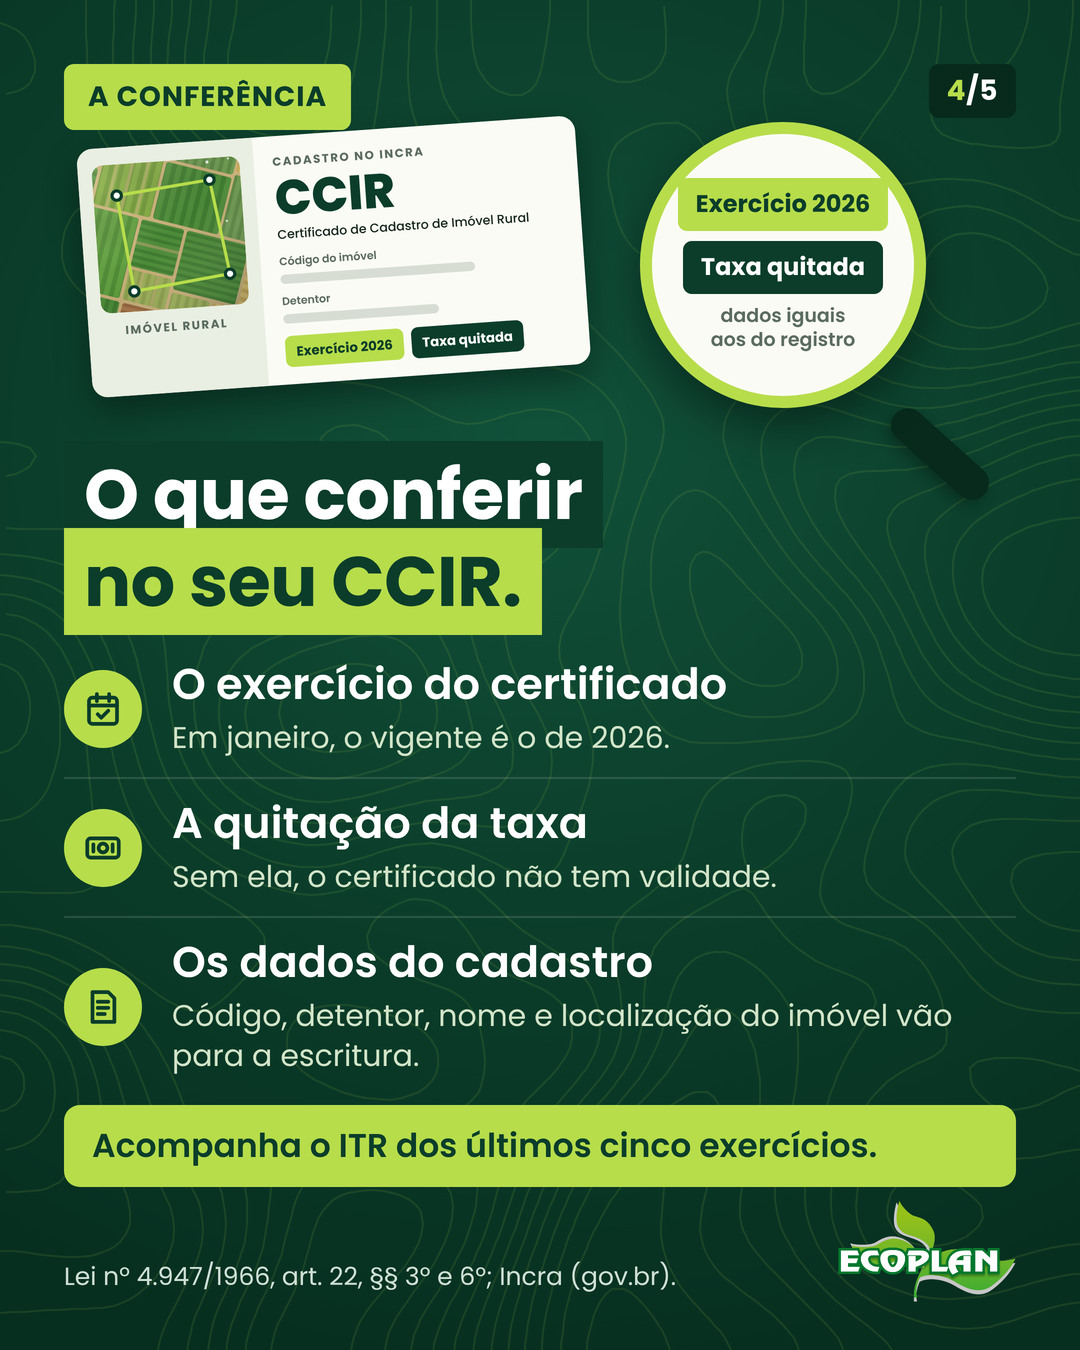 A CONFERÊNCIA
4/5
CADASTRO NO INCRA
CCIR
Certificado de Cadastro de Imóvel Rural
Código do imóvel
Detentor
Exercício 2026
Taxa quitada
IMÓVEL RURAL
Exercício 2026
Taxa quitada
dados iguais
aos do registro
O que conferir
no seu CCIR.
O exercício do certificado
Em janeiro, o vigente é o de 2026.
A quitação da taxa
Sem ela, o certificado não tem validade.
Os dados do cadastro
Código, detentor, nome e localização do imóvel vão
para a escritura.
Acompanha o ITR dos últimos cinco exercícios.
Lei nº 4.947/1966, art. 22, §§ 3º e 6º; Incra (gov.br).
ECOPLAN